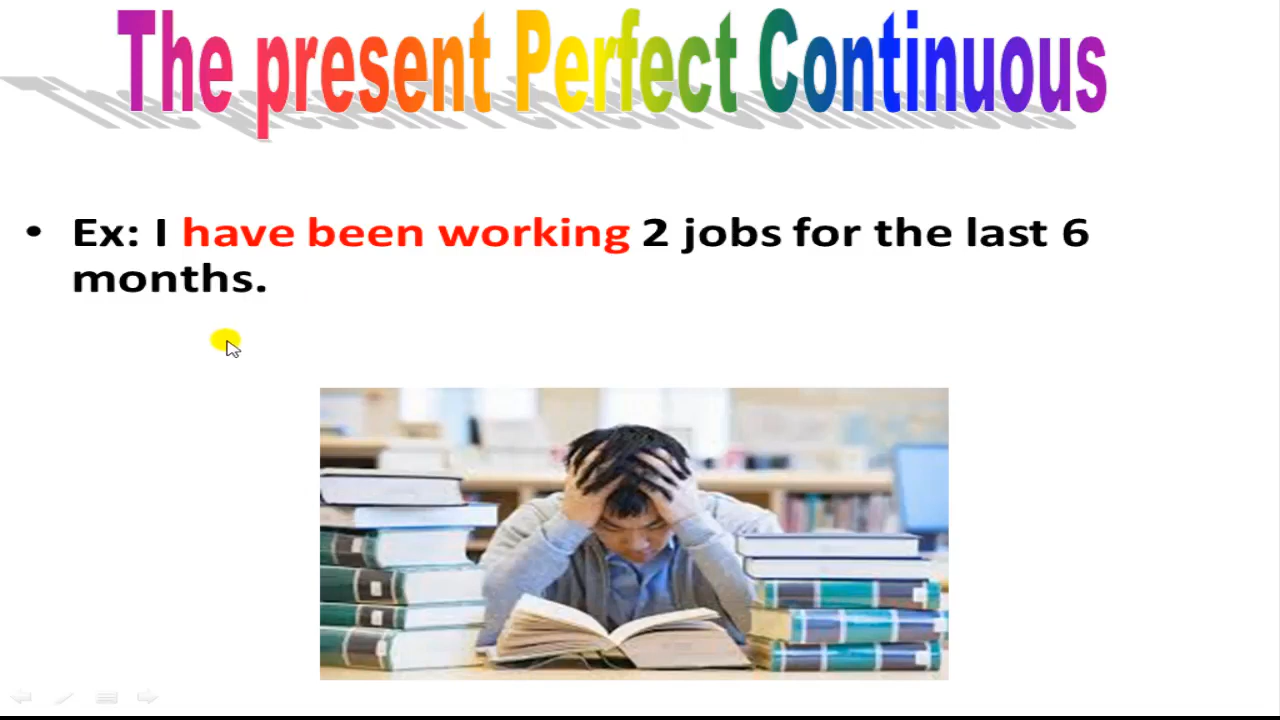 The present Perfect Continuous
• Ex: I have been working 2 jobs for the last 6
months.